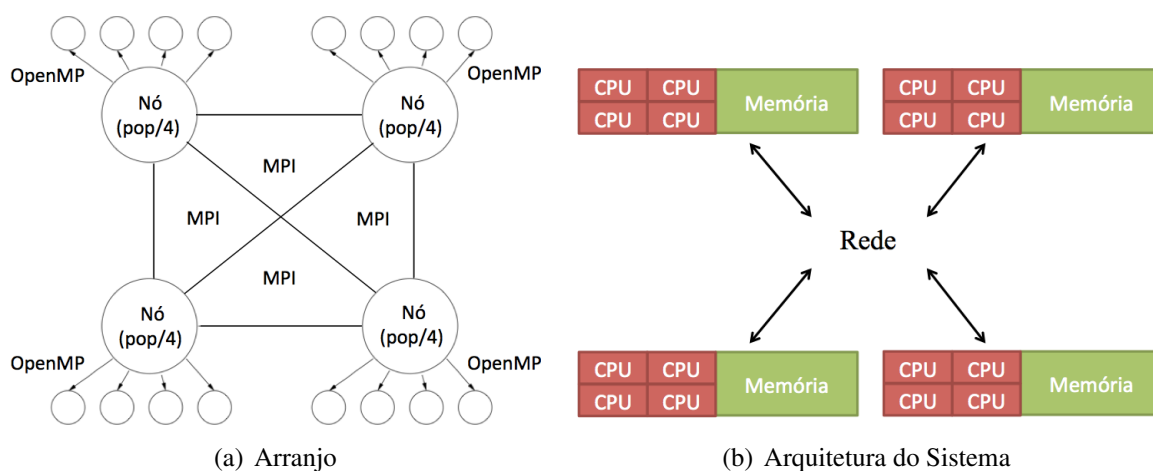 OpenMP
OpenMP
Nó
(pop/4)
Nó
(pop/4)
MPI
MPI
MPI
MPI
Nó
(pop/4)
Nó
(pop/4)
OpenMP
OpenMP
(a) Arranjo
CPU CPU
CPU CPU
Memória
CPU CPU
CPU CPU
Memória
Rede
CPU CPU
CPU CPU
Memória
CPU CPU
CPU CPU
Memória
(b) Arquitetura do Sistema